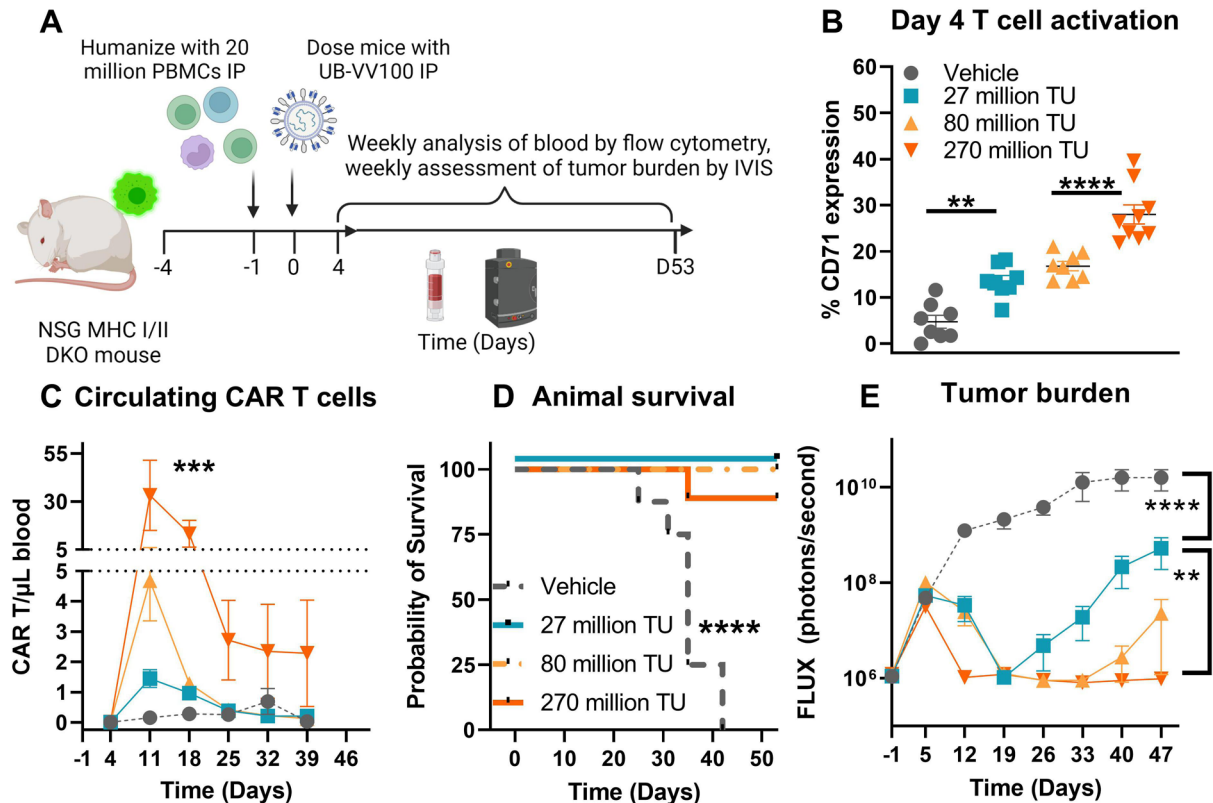 A
Humanize with 20
million PBMCs IP
Dose mice with
UB-VV100 IP
Weekly analysis of blood by flow cytometry,
weekly assessment of tumor burden by IVIS
-4
-1
0
4
D53
Time (Days)
NSG MHC I/II
DKO mouse
B Day 4 T cell activation
Vehicle
27 million TU
80 million TU
270 million TU
% CD71 expression
60
50
40
30
20
10
0
**
****
C Circulating CAR T cells
CAR T/µL blood
55
30
5
5
4
3
2
1
0
***
-1 4 11 18 25 32 39 46
Time (Days)
D Animal survival
Probability of Survival
100
75
50
25
0
Vehicle
27 million TU
80 million TU
270 million TU
****
0 10 20 30 40 50
Time (Days)
E Tumor burden
FLUX (photons/second)
10¹⁰
10⁸
10⁶
****
**
-1 5 12 19 26 33 40 47
Time (Days)